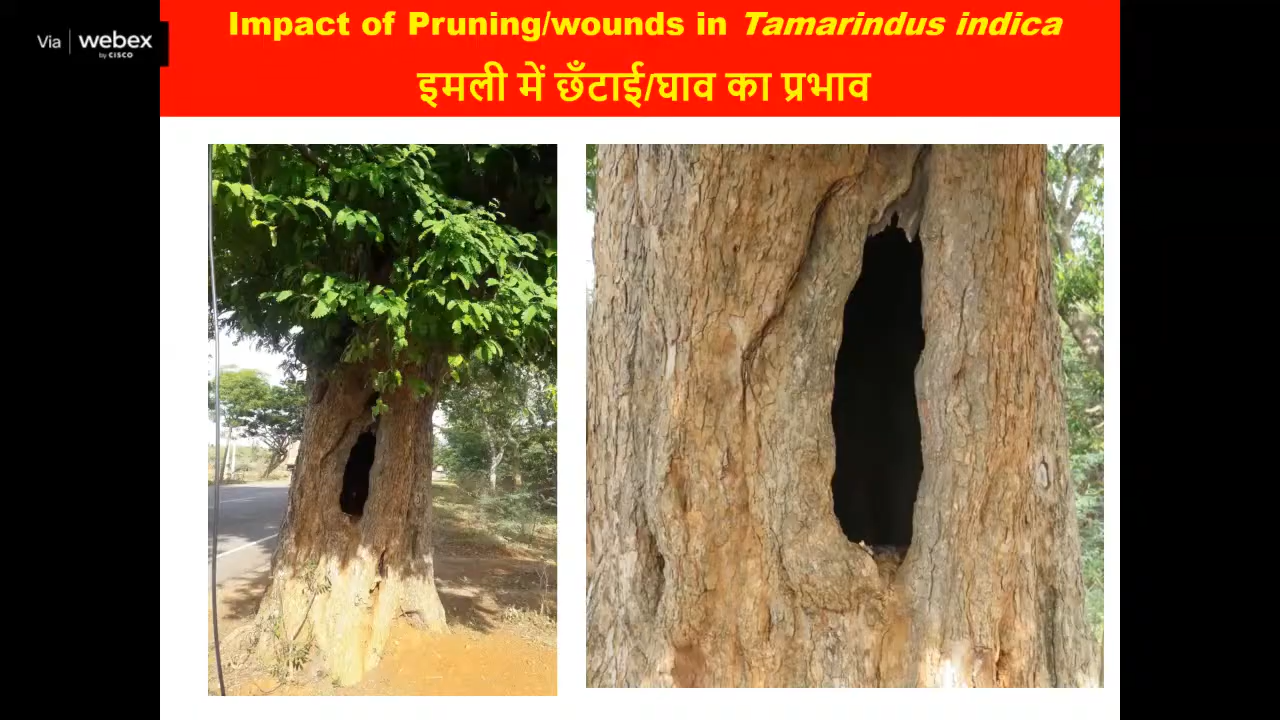 Via webex
by CISCO
Impact of Pruning/wounds in Tamarindus indica
इमली में छँटाई/घाव का प्रभाव